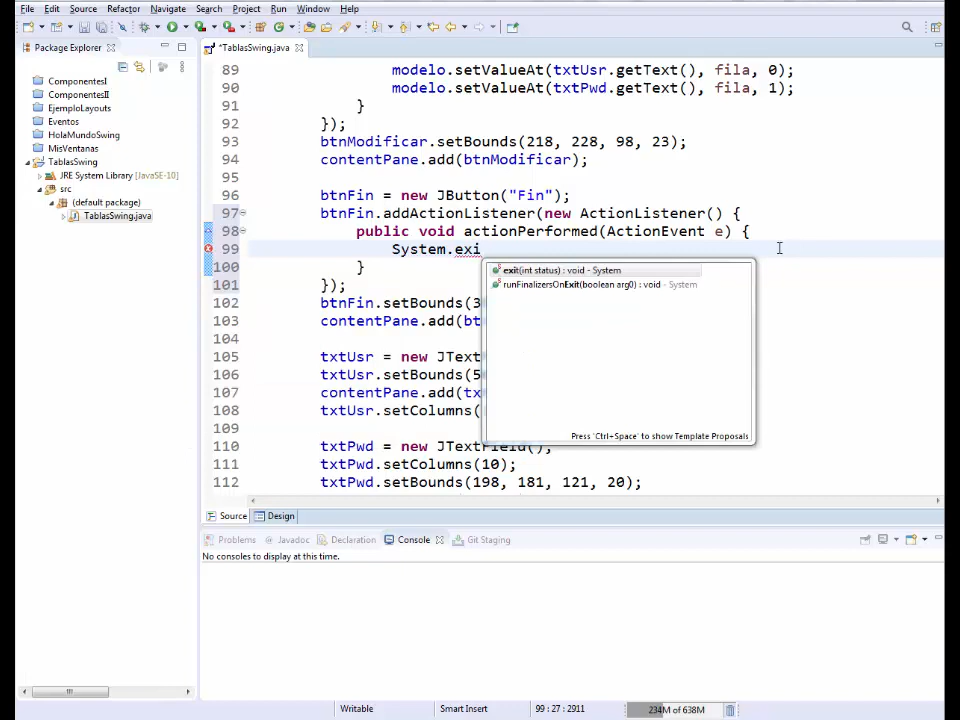 File Edit Source Refactor Navigate Search Project Run Window Help
Package Explorer
*TablasSwing.java
ComponentesI
ComponentesII
EjemploLayouts
Eventos
HolaMundoSwing
MisVentanas
TablasSwing
JRE System Library [JavaSE-10]
src
(default package)
TablasSwing.java
89 modelo.setValueAt(txtUsr.getText(), fila, 0);
90 modelo.setValueAt(txtPwd.getText(), fila, 1);
91 }
92 });
93 btnModificar.setBounds(218, 228, 98, 23);
94 contentPane.add(btnModificar);
95
96 btnFin = new JButton("Fin");
97 btnFin.addActionListener(new ActionListener() {
98 public void actionPerformed(ActionEvent e) {
99 System.exi
100 }
101 });
102 btnFin.setBounds(3
103 contentPane.add(bt
104
105 txtUsr = new JText
106 txtUsr.setBounds(5
107 contentPane.add(tx
108 txtUsr.setColumns(
109
110 txtPwd = new JTextField();
111 txtPwd.setColumns(10);
112 txtPwd.setBounds(198, 181, 121, 20);
exit(int status) : void - System
runFinalizersOnExit(boolean arg0) : void - System
Press 'Ctrl+Space' to show Template Proposals
Source Design
Problems Javadoc Declaration Console Git Staging
No consoles to display at this time.
Writable Smart Insert 99 : 27 : 2911 234M of 638M